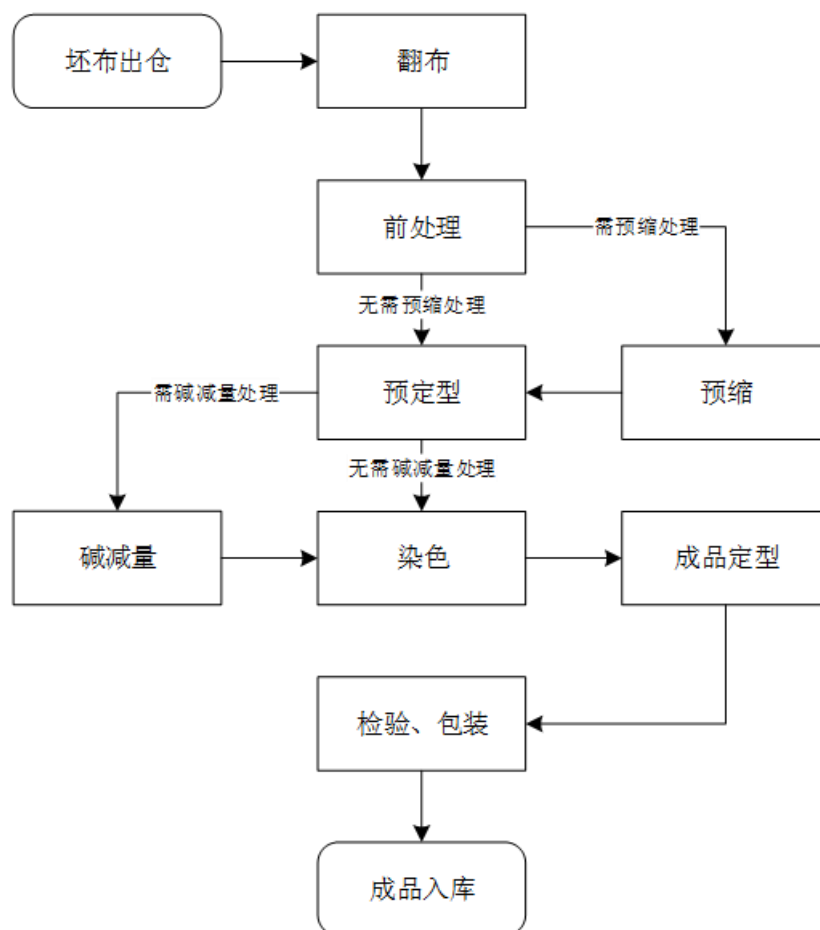 坯布出仓
翻布
前处理
需预缩处理
无需预缩处理
预定型
预缩
需碱减量处理
无需碱减量处理
碱减量
染色
成品定型
检验、包装
成品入库